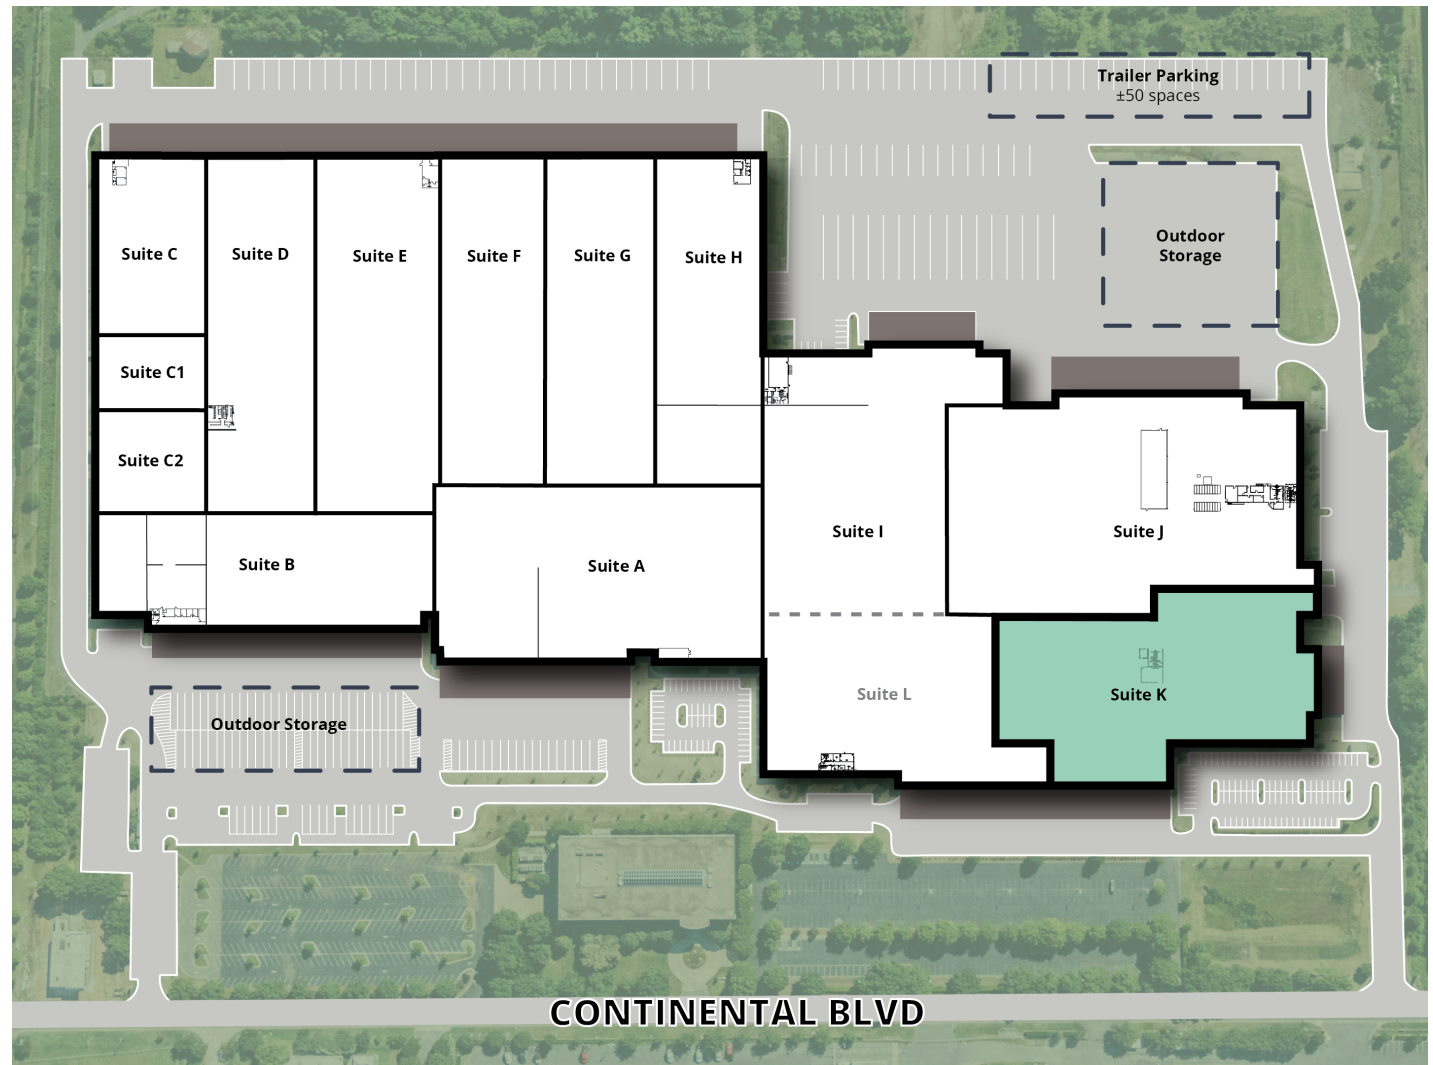 Trailer Parking
±50 spaces
Outdoor
Storage
Suite C
Suite D
Suite E
Suite F
Suite G
Suite H
Suite C1
Suite C2
Suite B
Suite A
Suite I
Suite J
Suite L
Suite K
Outdoor Storage
CONTINENTAL BLVD